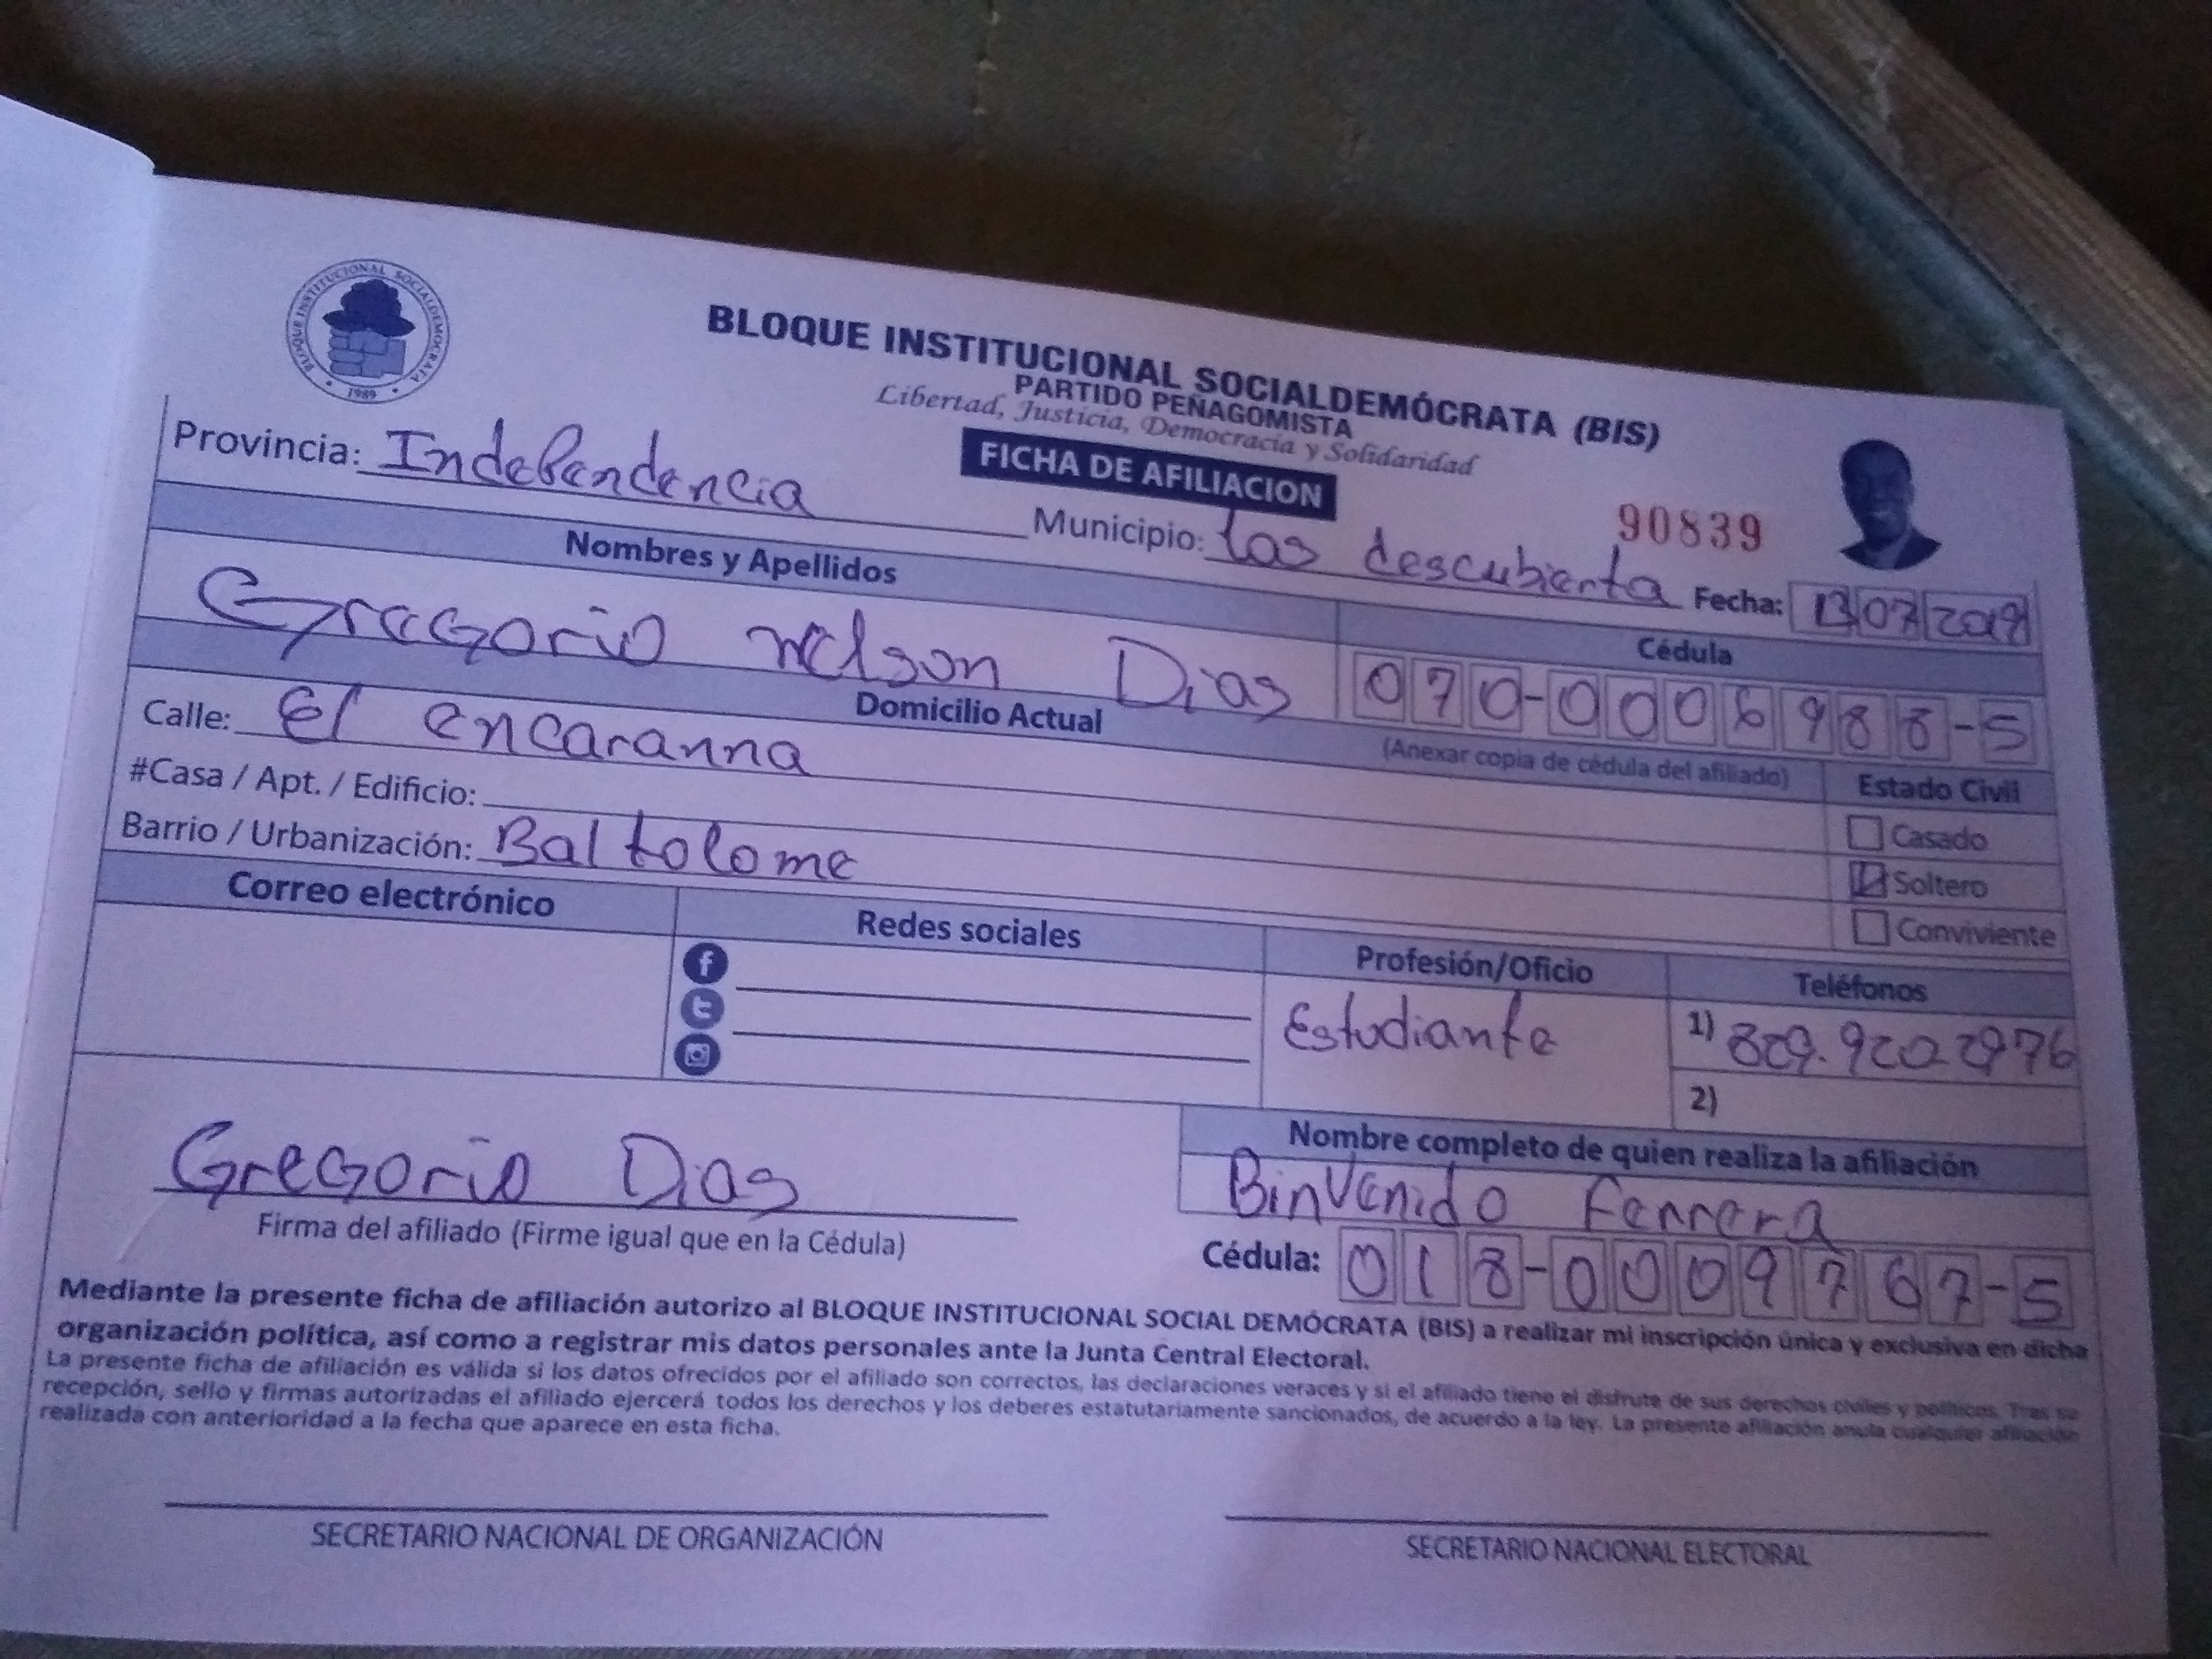 BLOQUE INSTITUCIONAL SOCIALDEMÓCRATA
1989
BLOQUE INSTITUCIONAL SOCIALDEMÓCRATA (BIS)
PARTIDO PEÑAGOMISTA
Libertad, Justicia, Democracia y Solidaridad
FICHA DE AFILIACION
90839
Provincia: Independencia Municipio: las descubierta Fecha: 13 07 2019
Nombres y Apellidos Cédula
Gregorio nelson Dias 070-0006988-5
Domicilio Actual (Anexar copia de cédula del afiliado) Estado Civil
Calle: El encaranna
Casado
#Casa / Apt. / Edificio:
Soltero
Barrio / Urbanización: Baltolome
Conviviente
Correo electrónico Redes sociales Profesión/Oficio Teléfonos
Estudiante 1) 829.920.2976
2)
Gregorio Dias
Firma del afiliado (Firme igual que en la Cédula)
Nombre completo de quien realiza la afiliación
Binvenido Ferrera
Cédula: 018-0009767-5
Mediante la presente ficha de afiliación autorizo al BLOQUE INSTITUCIONAL SOCIAL DEMÓCRATA (BIS) a realizar mi inscripción única y exclusiva en dicha
organización política, así como a registrar mis datos personales ante la Junta Central Electoral.
La presente ficha de afiliación es válida si los datos ofrecidos por el afiliado son correctos, las declaraciones veraces y si el afiliado tiene el disfrute de sus derechos civiles y políticos. Tras su
recepción, sello y firmas autorizadas el afiliado ejercerá todos los derechos y los deberes estatutariamente sancionados, de acuerdo a la ley. La presente afiliación anula cualquier afiliación
realizada con anterioridad a la fecha que aparece en esta ficha.
SECRETARIO NACIONAL DE ORGANIZACIÓN SECRETARIO NACIONAL ELECTORAL